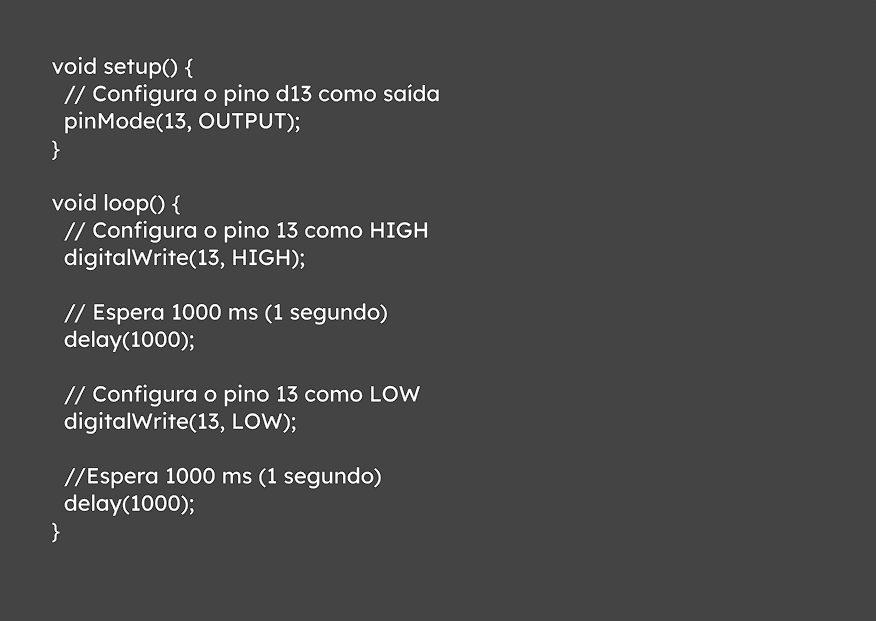 void setup() {
// Configura o pino d13 como saída
pinMode(13, OUTPUT);
}
void loop() {
// Configura o pino 13 como HIGH
digitalWrite(13, HIGH);
// Espera 1000 ms (1 segundo)
delay(1000);
// Configura o pino 13 como LOW
digitalWrite(13, LOW);
//Espera 1000 ms (1 segundo)
delay(1000);
}